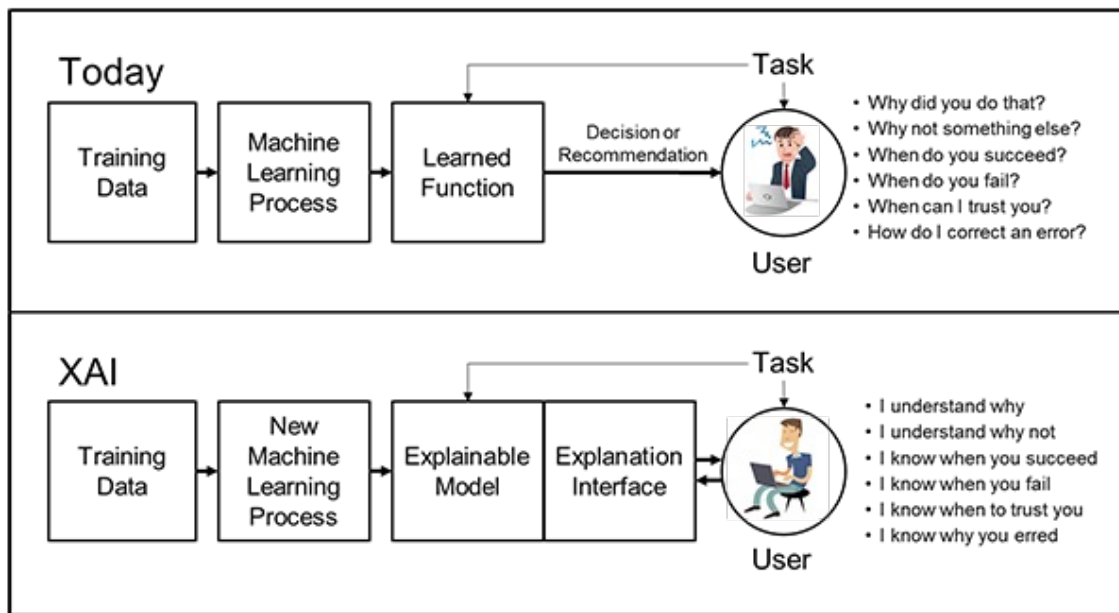 Today
Task
Training
Data
Machine
Learning
Process
Learned
Function
Decision or
Recommendation
User
• Why did you do that?
• Why not something else?
• When do you succeed?
• When do you fail?
• When can I trust you?
• How do I correct an error?
XAI
Task
Training
Data
New
Machine
Learning
Process
Explainable
Model
Explanation
Interface
User
• I understand why
• I understand why not
• I know when you succeed
• I know when you fail
• I know when to trust you
• I know why you erred